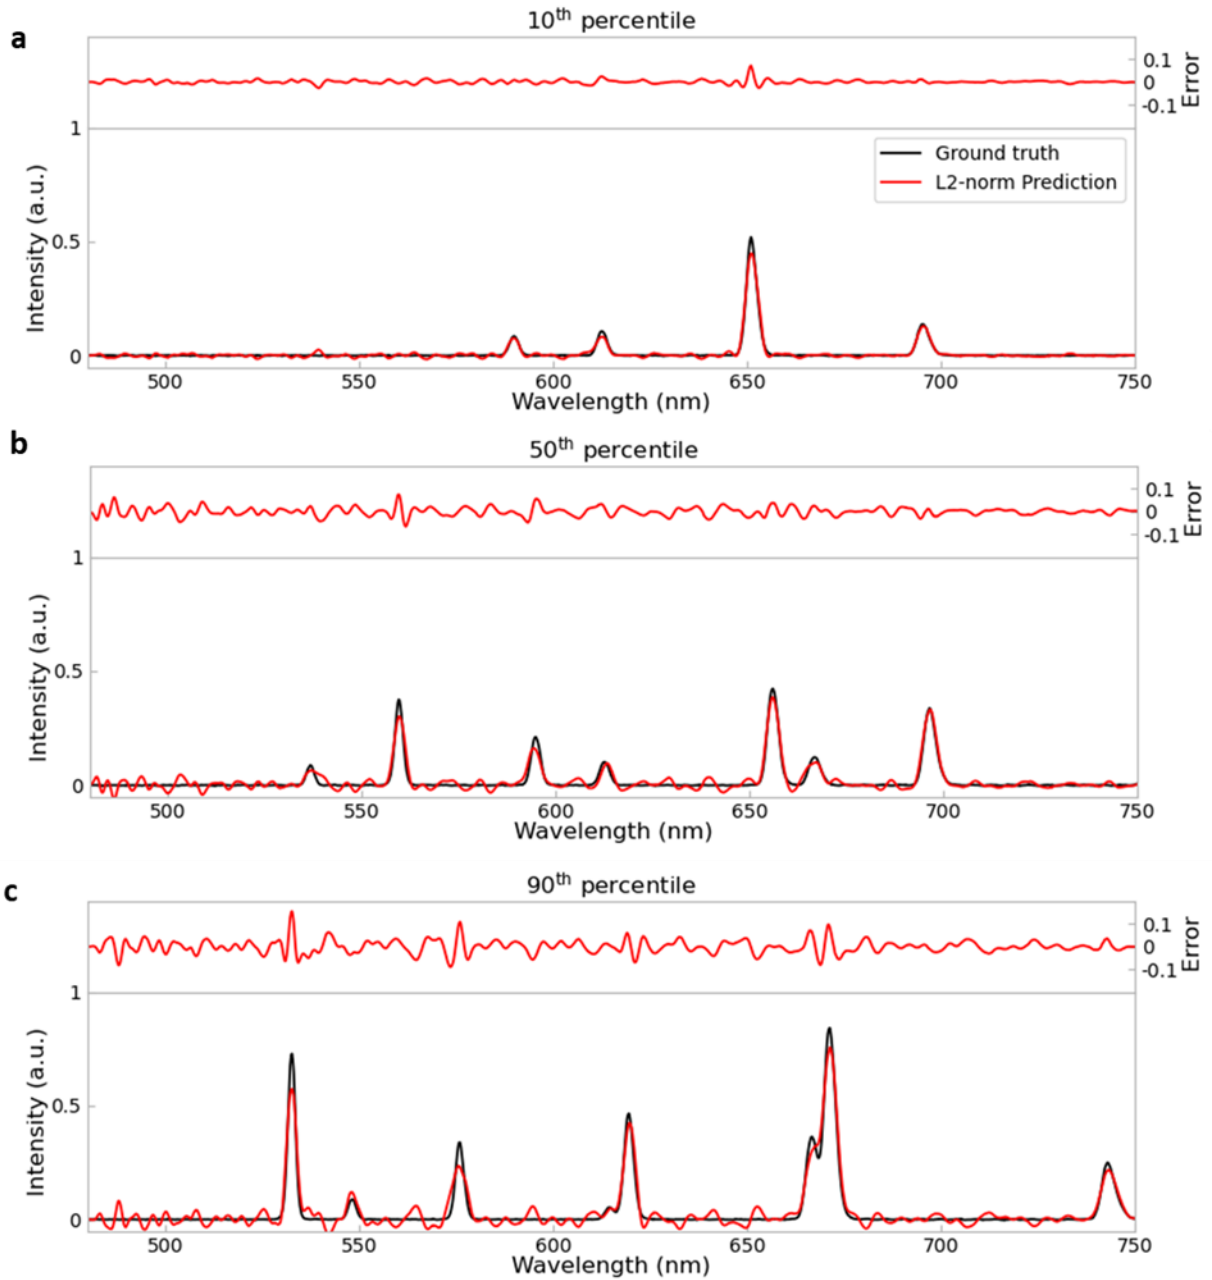 a
10th percentile
0.1
0
-0.1
Error
1
0.5
0
Intensity (a.u.)
Ground truth
L2-norm Prediction
500 550 600 650 700 750
Wavelength (nm)
b
50th percentile
0.1
0
-0.1
Error
1
0.5
0
Intensity (a.u.)
500 550 600 650 700 750
Wavelength (nm)
c
90th percentile
0.1
0
-0.1
Error
1
0.5
0
Intensity (a.u.)
500 550 600 650 700 750
Wavelength (nm)